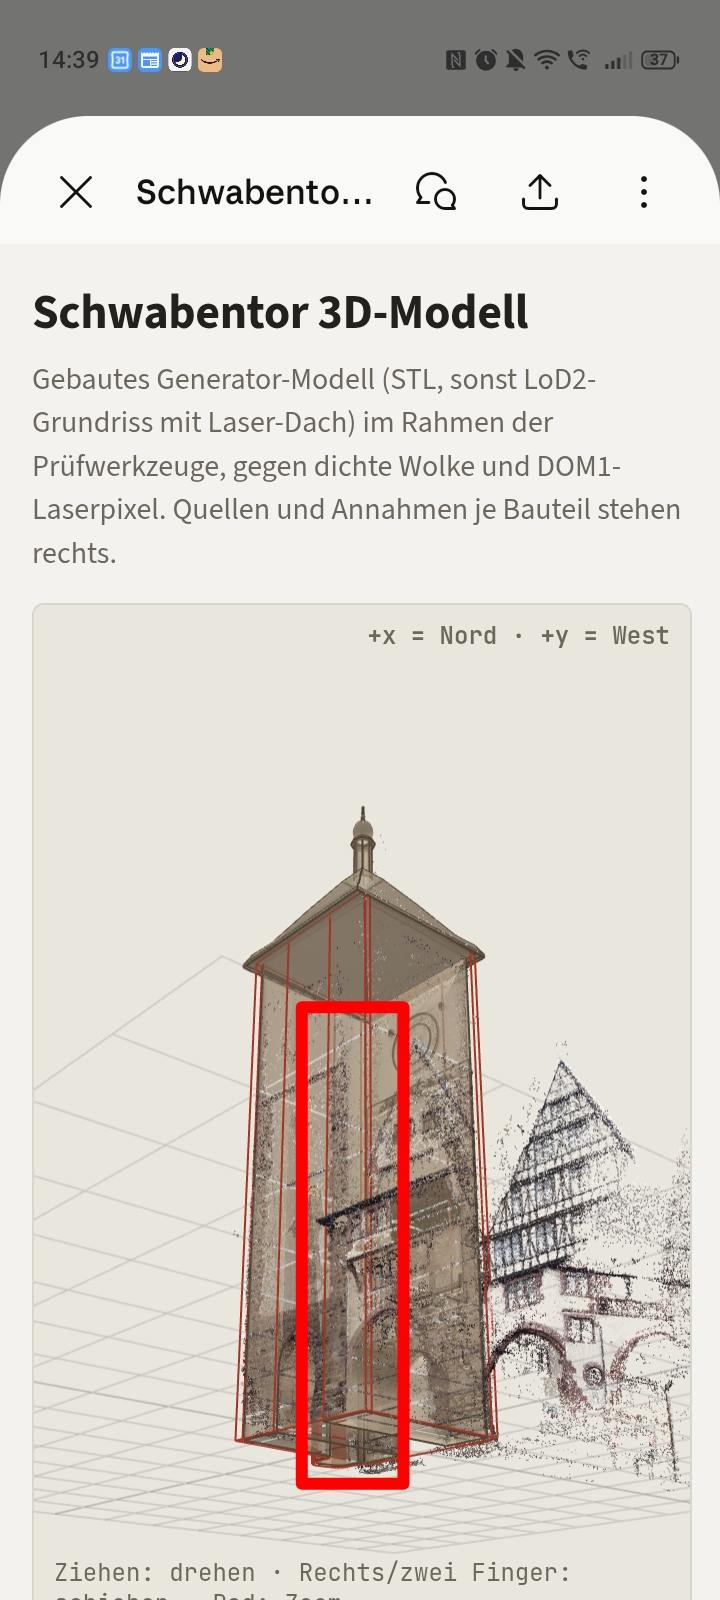 14:39
31
37
Schwabento...
Schwabentor 3D-Modell
Gebautes Generator-Modell (STL, sonst LoD2-
Grundriss mit Laser-Dach) im Rahmen der
Prüfwerkzeuge, gegen dichte Wolke und DOM1-
Laserpixel. Quellen und Annahmen je Bauteil stehen
rechts.
+x = Nord · +y = West
Ziehen: drehen · Rechts/zwei Finger: